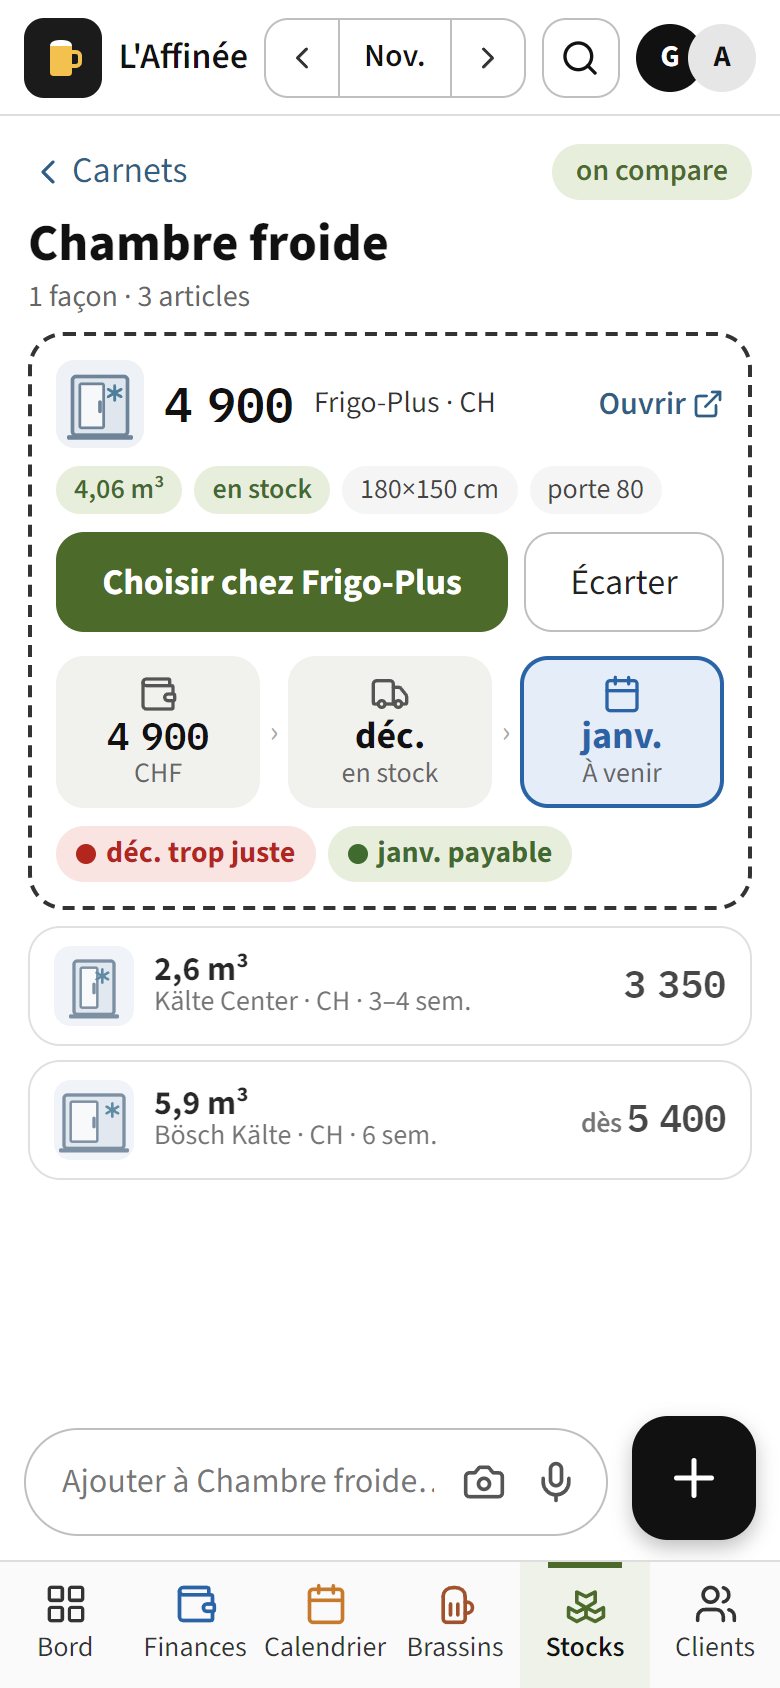 L'Affinée
Nov.
G
A
Carnets
on compare
Chambre froide
1 façon · 3 articles
4 900 Frigo-Plus · CH Ouvrir
4,06 m³ en stock 180×150 cm porte 80
Choisir chez Frigo-Plus Écarter
4 900
CHF
déc.
en stock
janv.
À venir
déc. trop juste janv. payable
2,6 m³
Kälte Center · CH · 3–4 sem.
3 350
5,9 m³
Bösch Kälte · CH · 6 sem.
dès 5 400
Ajouter à Chambre froide…
Bord Finances Calendrier Brassins Stocks Clients